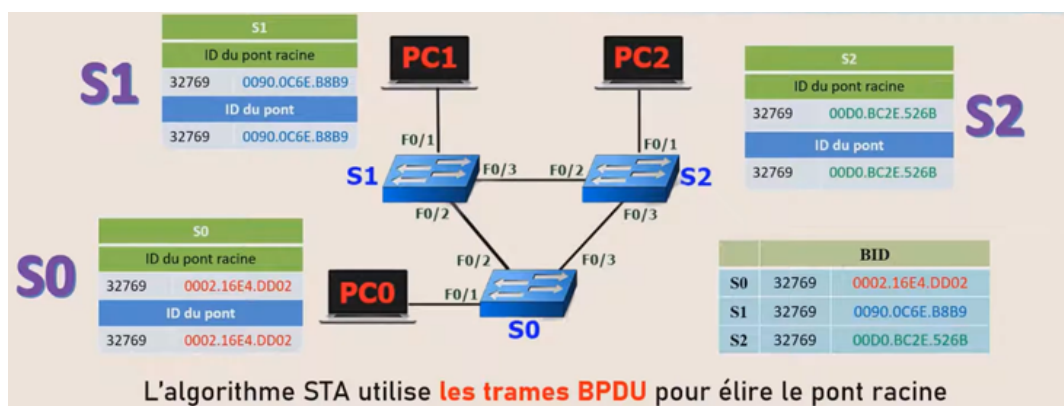 S1
S1
ID du pont racine
32769 0090.0C6E.B8B9
ID du pont
32769 0090.0C6E.B8B9
PC1
PC2
S2
ID du pont racine
32769 00D0.BC2E.526B
ID du pont
32769 00D0.BC2E.526B
S2
F0/1
F0/1
S1
F0/3
F0/2
S2
F0/2
F0/3
S0
S0
ID du pont racine
32769 0002.16E4.DD02
ID du pont
32769 0002.16E4.DD02
PC0
F0/2
F0/3
F0/1
S0
BID
S0 32769 0002.16E4.DD02
S1 32769 0090.0C6E.B8B9
S2 32769 00D0.BC2E.526B
L'algorithme STA utilise les trames BPDU pour élire le pont racine